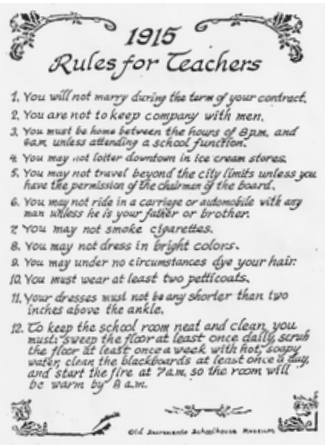 1915
Rules for Teachers
1. You will not marry during the term of your contract.
2. You are not to keep company with men.
3. You must be home between the hours of 8 p.m. and
6 a.m. unless attending a school function.
4. You may not loiter downtown in ice cream stores.
5. You may not travel beyond the city limits unless you
have the permission of the chairman of the board.
6. You may not ride in a carriage or automobile with any
man unless he is your father or brother.
7. You may not smoke cigarettes.
8. You may not dress in bright colors.
9. You may under no circumstances dye your hair.
10. You must wear at least two petticoats.
11. Your dresses must not be any shorter than two
inches above the ankle.
12. To keep the school room neat and clean, you
must: sweep the floor at least once daily, scrub
the floor at least once a week with hot, soapy
water, clean the blackboards at least once a day,
and start the fire at 7 a.m. so the room will
be warm by 8 a.m.
Old Sacramento Schoolhouse Museum